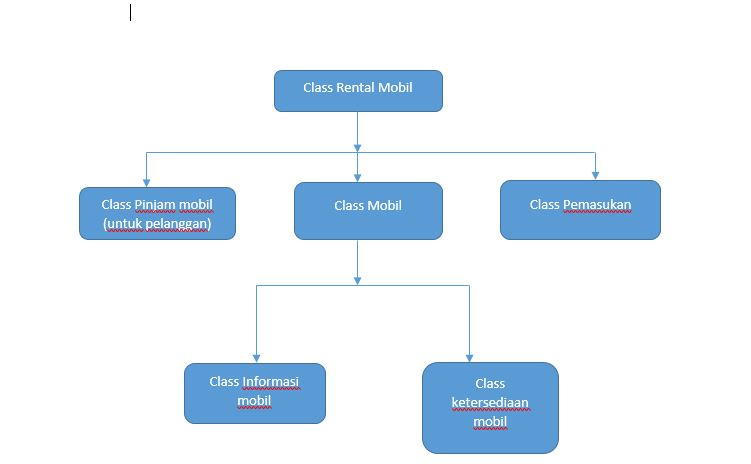 Class Rental Mobil
Class Pinjam mobil
(untuk pelanggan)
Class Mobil
Class Pemasukan
Class Informasi
mobil
Class
ketersediaan
mobil